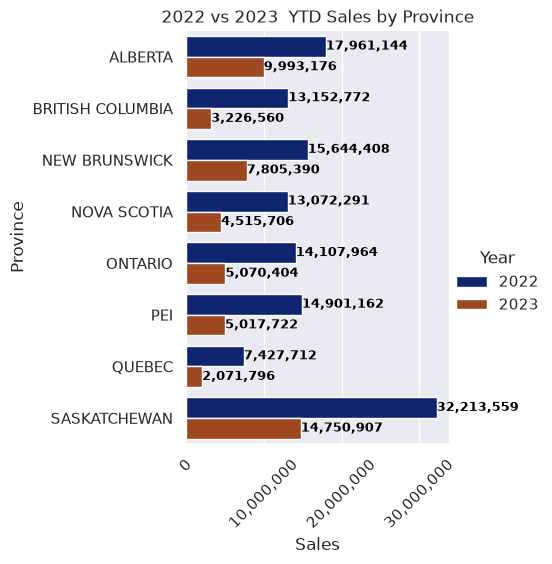 2022 vs 2023  YTD Sales by Province
Province
ALBERTA
17,961,144
9,993,176
BRITISH COLUMBIA
13,152,772
3,226,560
NEW BRUNSWICK
15,644,408
7,805,390
NOVA SCOTIA
13,072,291
4,515,706
ONTARIO
14,107,964
5,070,404
PEI
14,901,162
5,017,722
QUEBEC
7,427,712
2,071,796
SASKATCHEWAN
32,213,559
14,750,907
Year
2022
2023
0
10,000,000
20,000,000
30,000,000
Sales